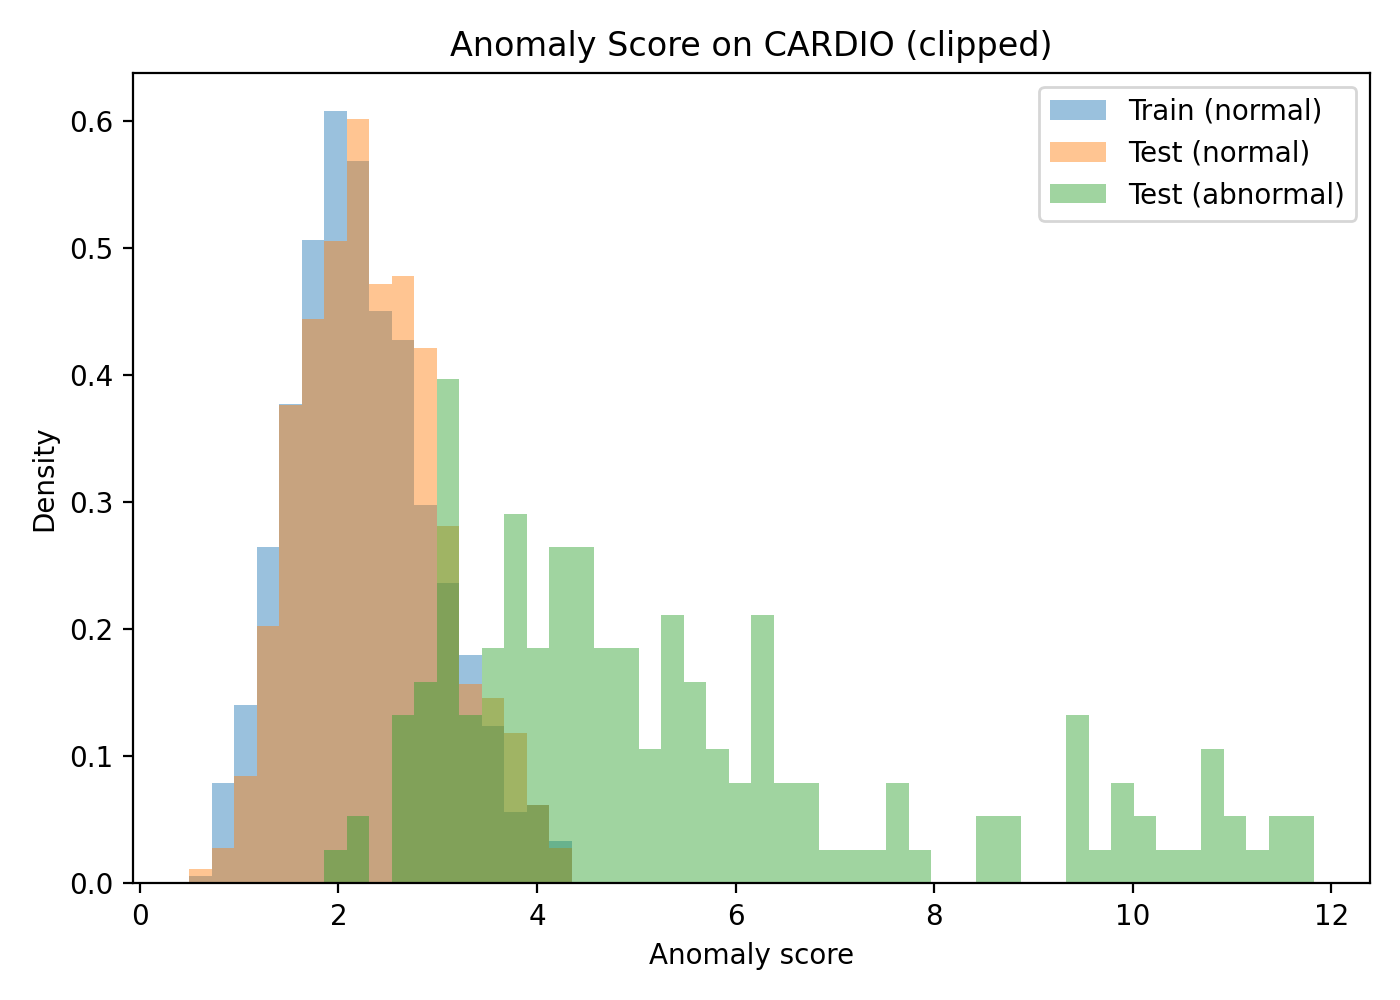 Anomaly Score on CARDIO (clipped)
Train (normal)
Test (normal)
Test (abnormal)
0.6
0.5
0.4
0.3
0.2
0.1
0.0
Density
0 2 4 6 8 10 12
Anomaly score